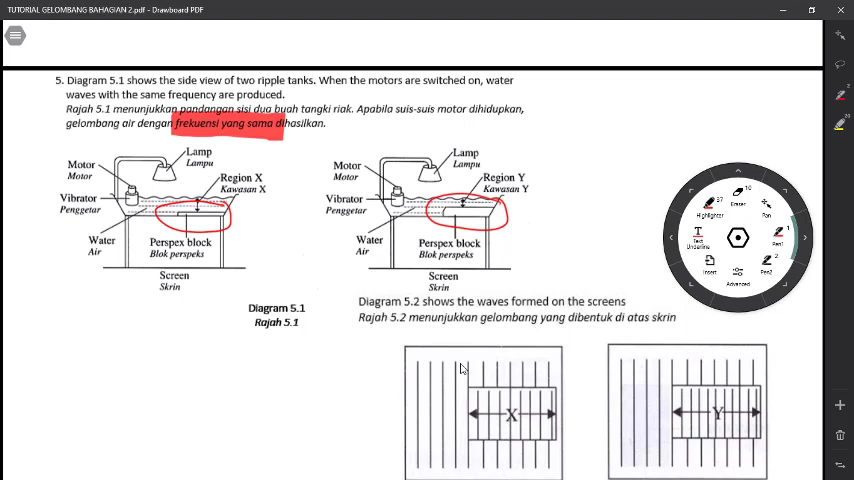 TUTORIAL GELOMBANG BAHAGIAN 2.pdf - Drawboard PDF
5. Diagram 5.1 shows the side view of two ripple tanks. When the motors are switched on, water
waves with the same frequency are produced.
Rajah 5.1 menunjukkan pandangan sisi dua buah tangki riak. Apabila suis-suis motor dihidupkan,
gelombang air dengan frekuensi yang sama dihasilkan.
Lamp
Lampu
Motor
Motor
Region X
Kawasan X
Vibrator
Penggetar
Water
Air
Perspex block
Blok perspeks
Screen
Skrin
Lamp
Lampu
Motor
Motor
Region Y
Kawasan Y
Vibrator
Penggetar
Water
Air
Perspex block
Blok perspeks
Screen
Skrin
Diagram 5.1
Rajah 5.1
Diagram 5.2 shows the waves formed on the screens
Rajah 5.2 menunjukkan gelombang yang dibentuk di atas skrin
X
Y
37
Highlighter
10
Eraser
Pan
T
Text
Underline
1
Pen1
Insert
2
Pen2
Advanced
2
20